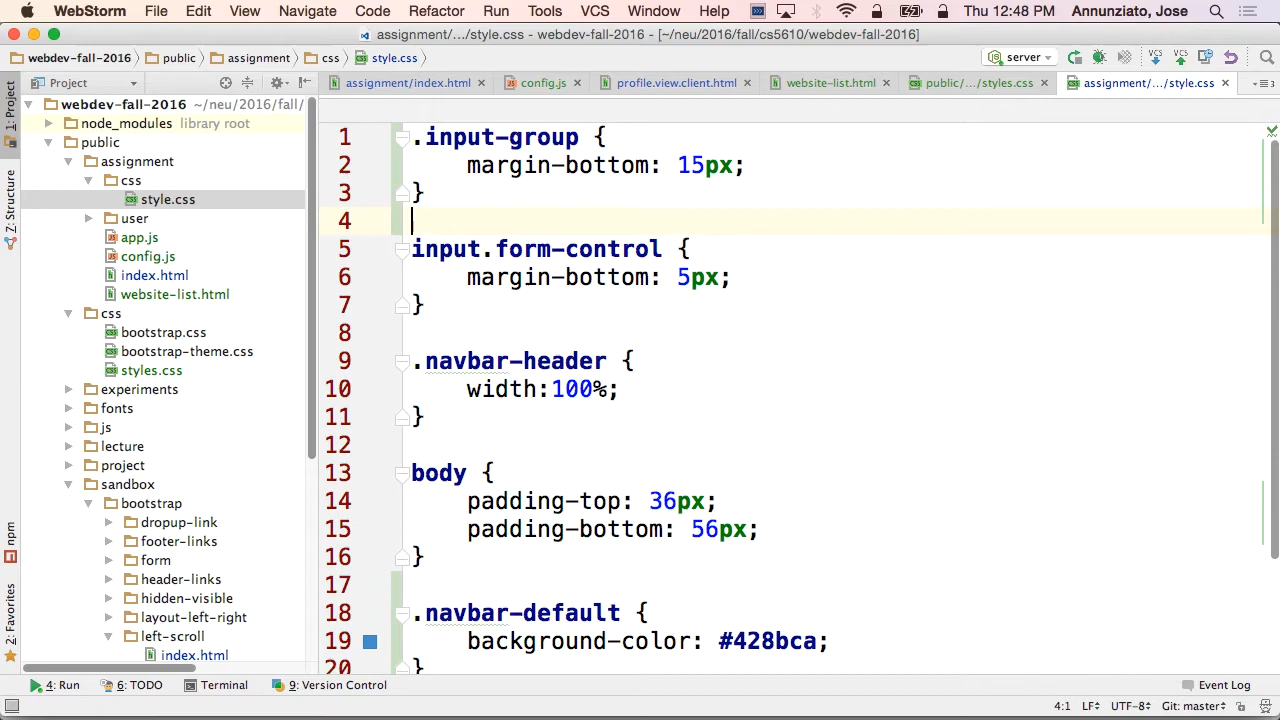 WebStorm File Edit View Navigate Code Refactor Run Tools VCS Window Help Thu 12:48 PM Annunziato, Jose
assignment/.../style.css - webdev-fall-2016 - [~/neu/2016/fall/cs5610/webdev-fall-2016]
webdev-fall-2016 public assignment css style.css server VCS VCS
Project assignment/index.html config.js profile.view.client.html website-list.html public/.../styles.css assignment/.../style.css
1: Project
Z: Structure
npm
2: Favorites
webdev-fall-2016 ~/neu/2016/fall/
node_modules library root
public
assignment
css
style.css
user
app.js
config.js
index.html
website-list.html
css
bootstrap.css
bootstrap-theme.css
styles.css
experiments
fonts
js
lecture
project
sandbox
bootstrap
dropup-link
footer-links
form
header-links
hidden-visible
layout-left-right
left-scroll
index.html
1 .input-group {
2 margin-bottom: 15px;
3 }
4
5 input.form-control {
6 margin-bottom: 5px;
7 }
8
9 .navbar-header {
10 width:100%;
11 }
12
13 body {
14 padding-top: 36px;
15 padding-bottom: 56px;
16 }
17
18 .navbar-default {
19 background-color: #428bca;
20 }
4: Run 6: TODO Terminal 9: Version Control Event Log
4:1 LF UTF-8 Git: master